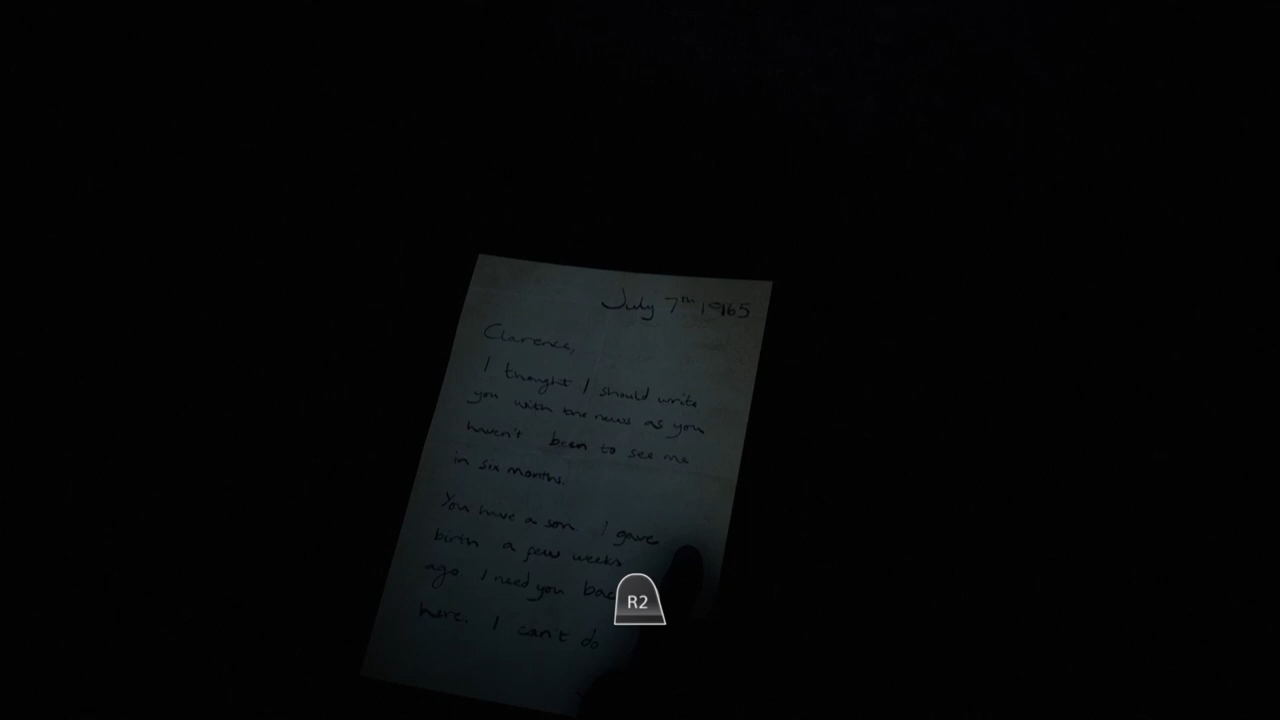 July 7th 1965
Clarence,
I thought I should write
you with the news as you
haven't been to see me
in six months.
You have a son. I gave
birth a few weeks
ago. I need you bac
here. I can't do
R2